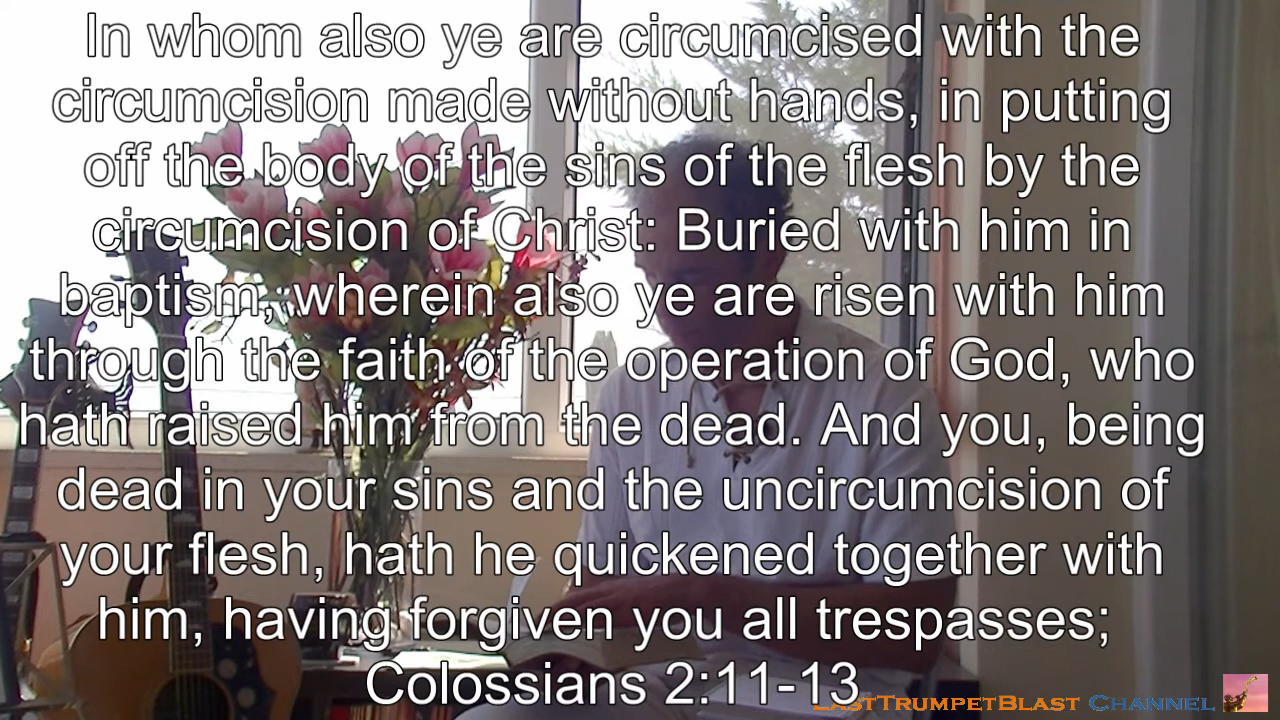 In whom also ye are circumcised with the
circumcision made without hands, in putting
off the body of the sins of the flesh by the
circumcision of Christ: Buried with him in
baptism, wherein also ye are risen with him
through the faith of the operation of God, who
hath raised him from the dead. And you, being
dead in your sins and the uncircumcision of
your flesh, hath he quickened together with
him, having forgiven you all trespasses;
Colossians 2:11-13
LastTrumpetBlast Channel